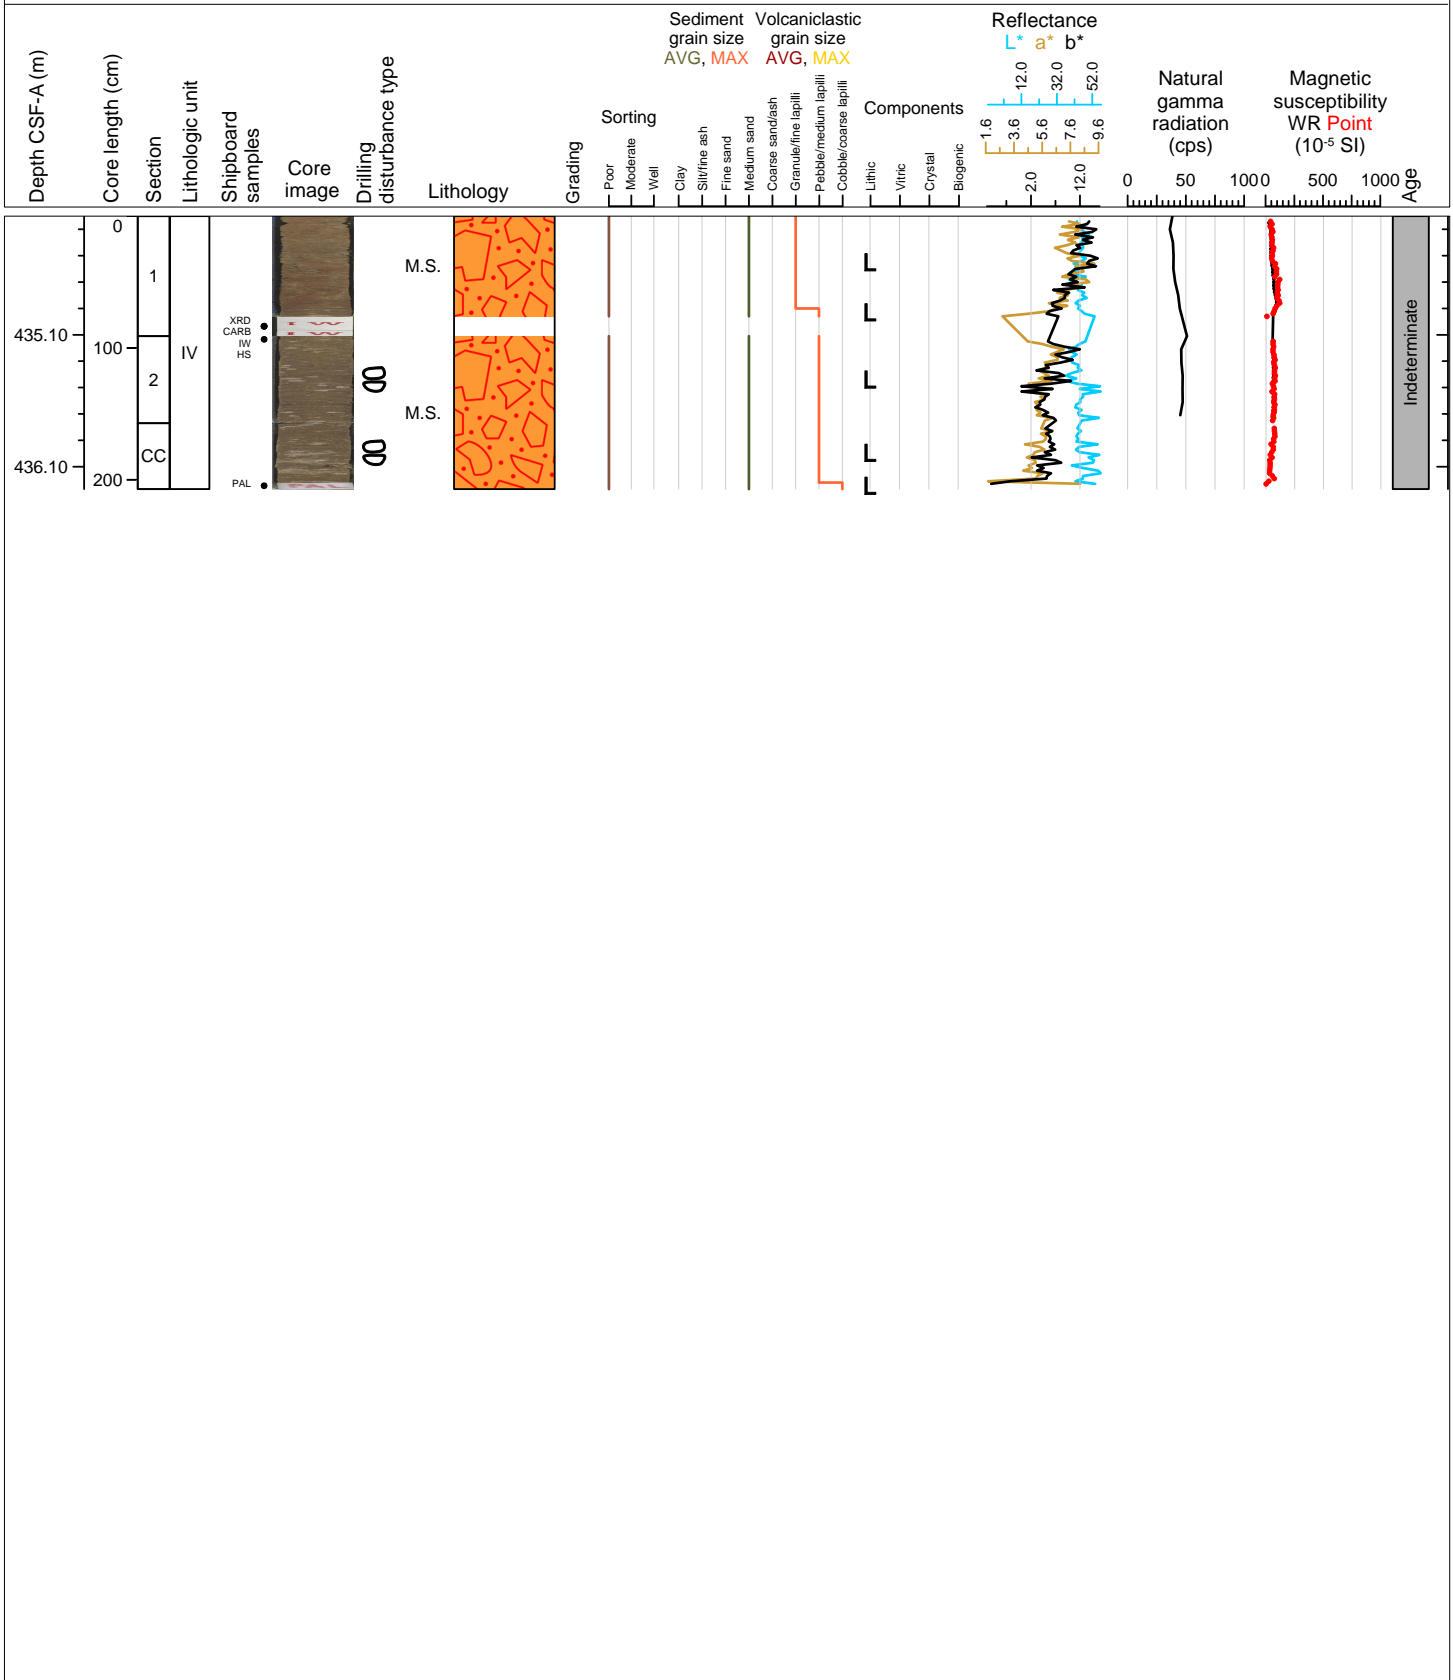 Depth CSF-A (m)
Core length (cm)
Section
Lithologic unit
Shipboard
samples
Core
image
Drilling
disturbance type
Lithology
Grading
Sorting
Poor
Moderate
Well
Sediment
grain size
AVG, MAX
Volcaniclastic
grain size
AVG, MAX
Clay
Silt/fine ash
Fine sand
Medium sand
Coarse sand/ash
Granule/fine lapilli
Pebble/medium lapilli
Cobble/coarse lapilli
Components
Lithic
Vitric
Crystal
Biogenic
Reflectance
L* a* b*
12.0 32.0 52.0
1.6 3.6 5.6 7.6 9.6
2.0 12.0
Natural
gamma
radiation
(cps)
0 50 100
Magnetic
susceptibility
WR Point
(10-5 SI)
0 500 1000
Age
0
100
200
435.10
436.10
1
2
CC
IV
XRD
CARB
IW
HS
PAL
I W
I W
PAL
M.S.
M.S.
L
L
L
L
L
Indeterminate